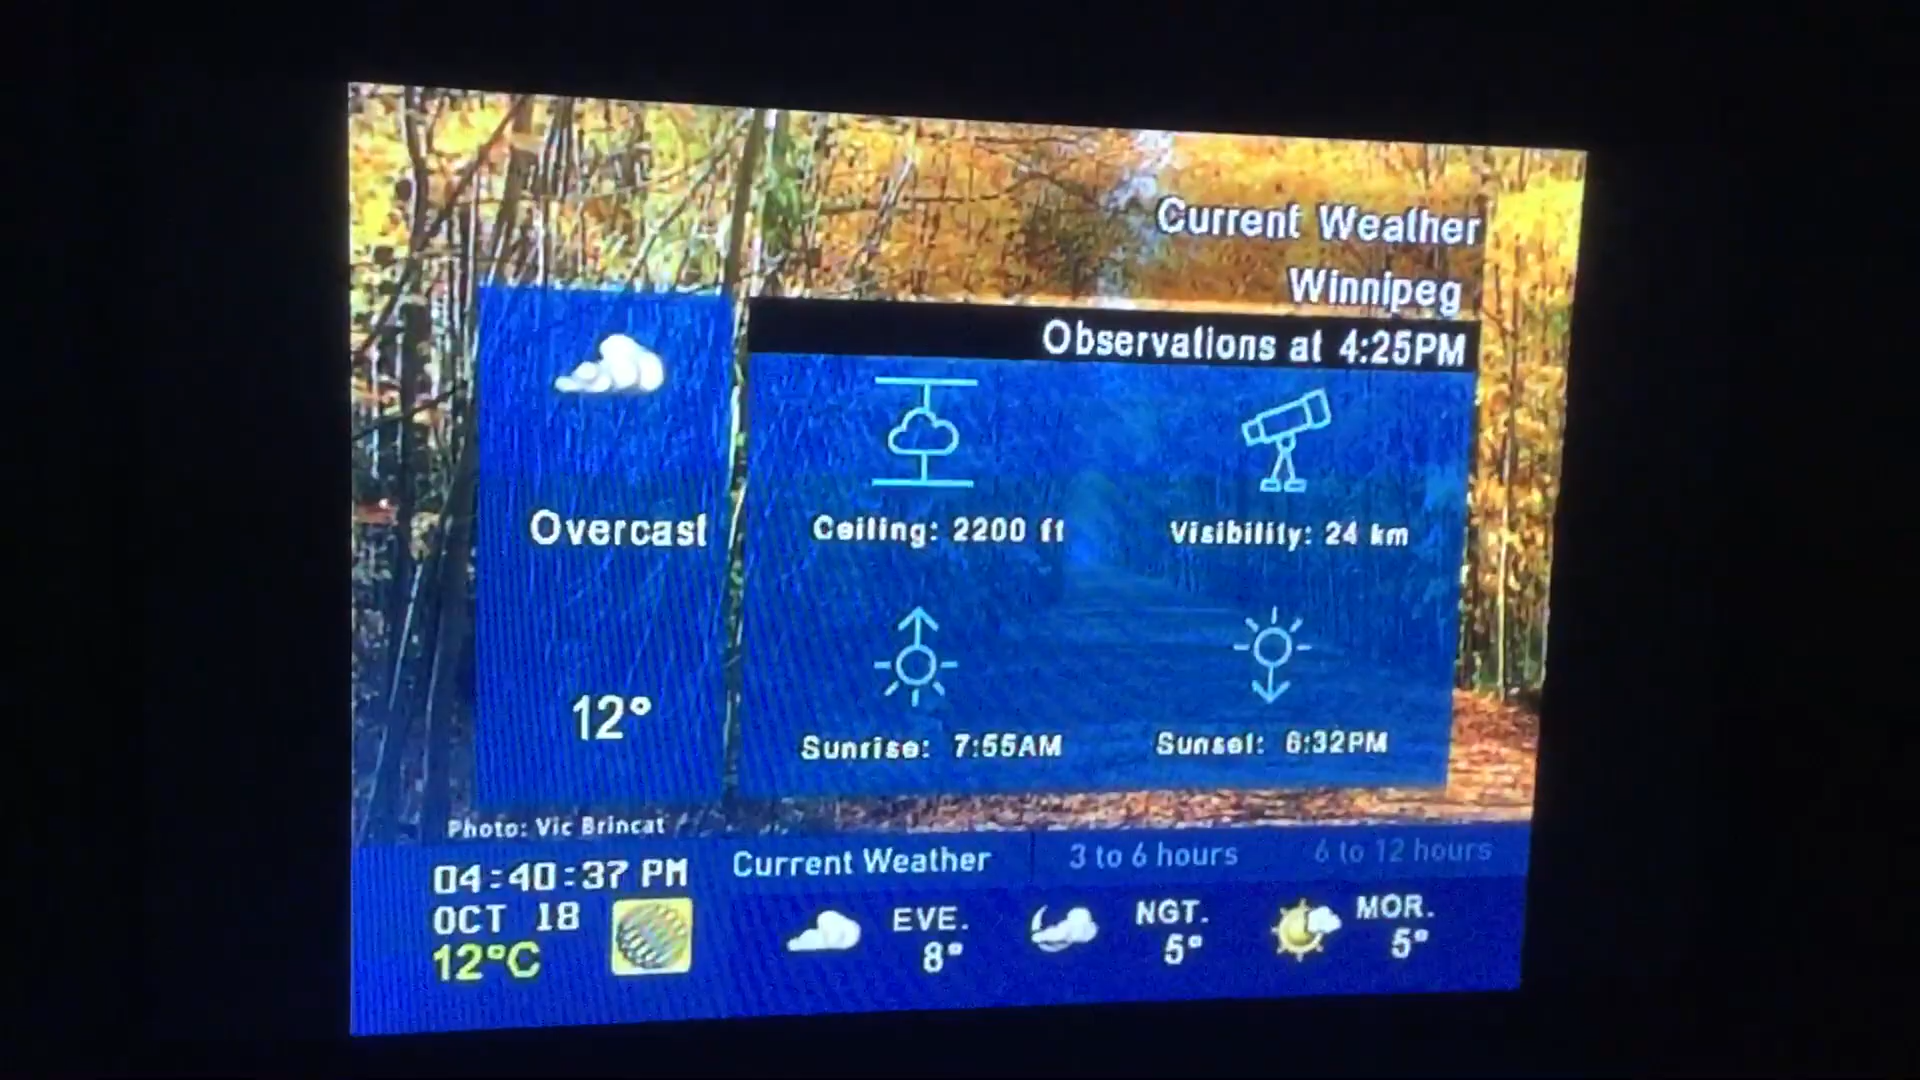 Current Weather
Winnipeg
Observations at 4:25PM
Overcast
12°
Ceiling: 2200 ft
Visibility: 24 km
Sunrise: 7:55AM
Sunset: 6:32PM
Photo: Vic Brincat
04:40:37 PM
OCT 18
12°C
Current Weather
3 to 6 hours
6 to 12 hours
EVE.
8°
NGT.
5°
MOR.
5°